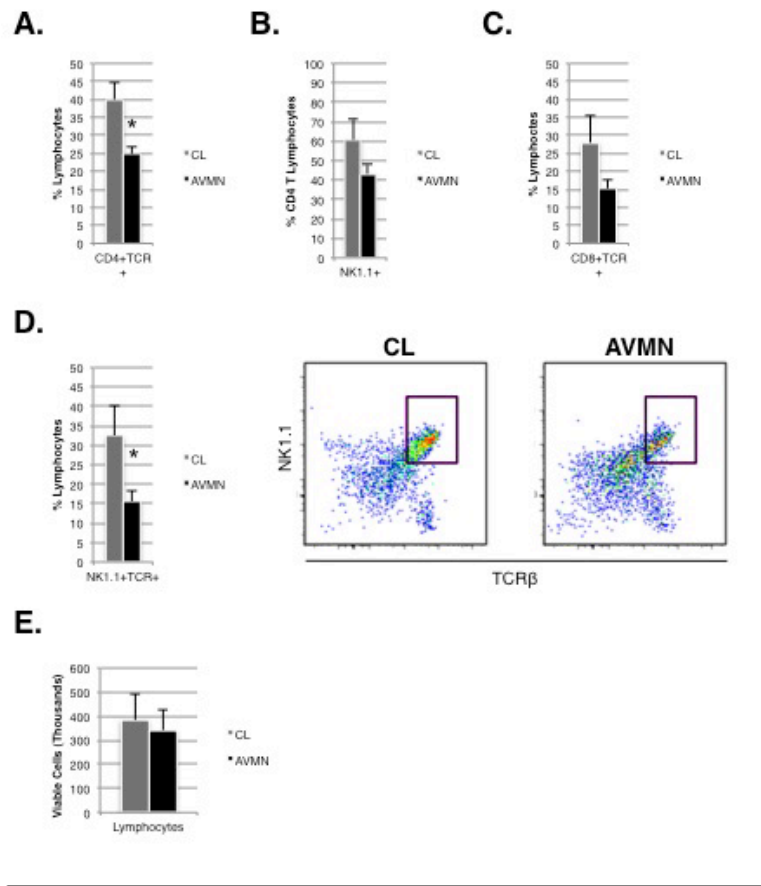 A.
B.
C.
50
45
40
35
30
25
20
15
10
5
0
% Lymphocytes
*
CD4+TCR
+
CL
AVMN
100
90
80
70
60
50
40
30
20
10
0
% CD4 T Lymphocytes
NK1.1+
CL
AVMN
50
45
40
35
30
25
20
15
10
5
0
% Lymphoctes
CD8+TCR
+
CL
AVMN
D.
50
45
40
35
30
25
20
15
10
5
0
% Lymphocytes
*
NK1.1+TCR+
CL
AVMN
CL
AVMN
NK1.1
TCRβ
E.
600
500
400
300
200
100
0
Viable Cells (Thousands)
Lymphocytes
CL
AVMN